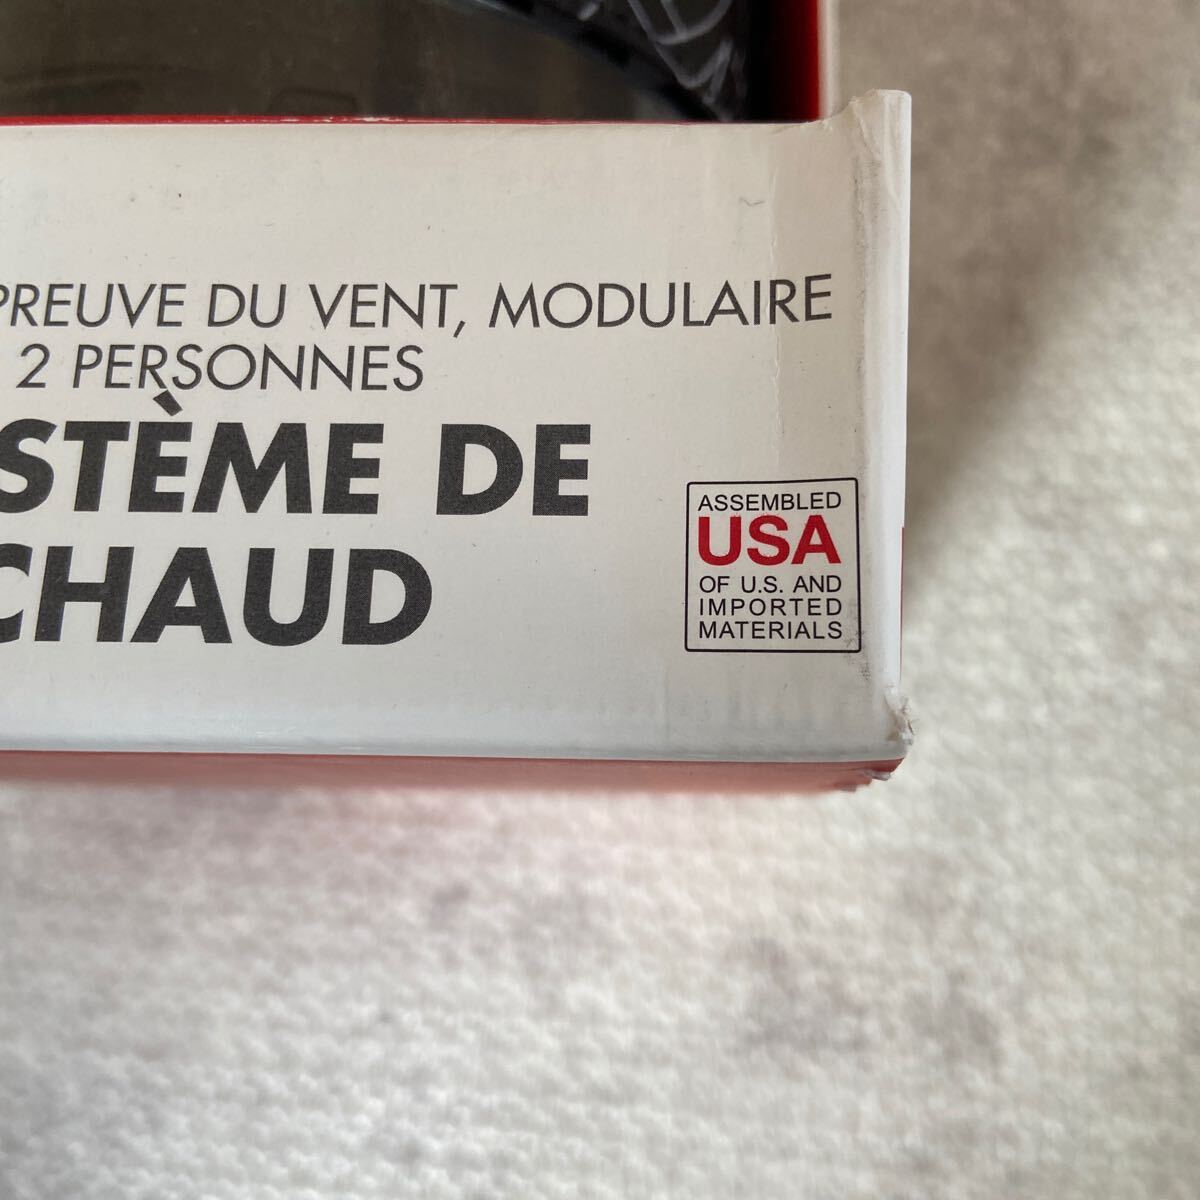 PREUVE DU VENT, MODULAIRE
2 PERSONNES
STÈME DE
CHAUD
ASSEMBLED
USA
OF U.S. AND
IMPORTED
MATERIALS